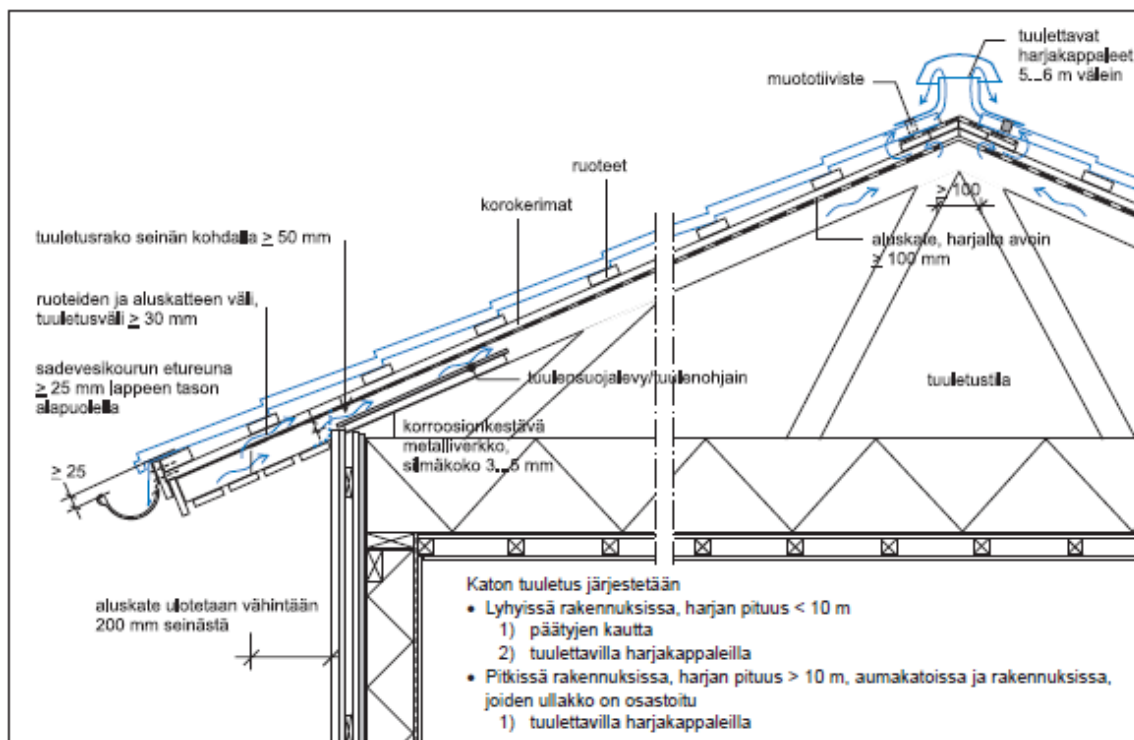 tuulettavat
harjakappaleet
5...6 m välein
muototiiviste
ruoteet
korokerimat
≥ 100
tuuletusrako seinän kohdalla ≥ 50 mm
aluskate, harjalta avoin
≥ 100 mm
ruoteiden ja aluskatteen väli,
tuuletusväli ≥ 30 mm
sadevesikourun etureuna
≥ 25 mm lappeen tason
alapuolella
tuulensuojalevy/tuulenohjain
tuuletustila
korroosionkestävä
metalliverkko,
silmäkoko 3...5 mm
≥ 25
aluskate ulotetaan vähintään
200 mm seinästä
Katon tuuletus järjestetään
• Lyhyissä rakennuksissa, harjan pituus < 10 m
1) päätyjen kautta
2) tuulettavilla harjakappaleilla
• Pitkissä rakennuksissa, harjan pituus > 10 m, aumakatoissa ja rakennuksissa,
joiden ullakko on osastoitu
1) tuulettavilla harjakappaleilla